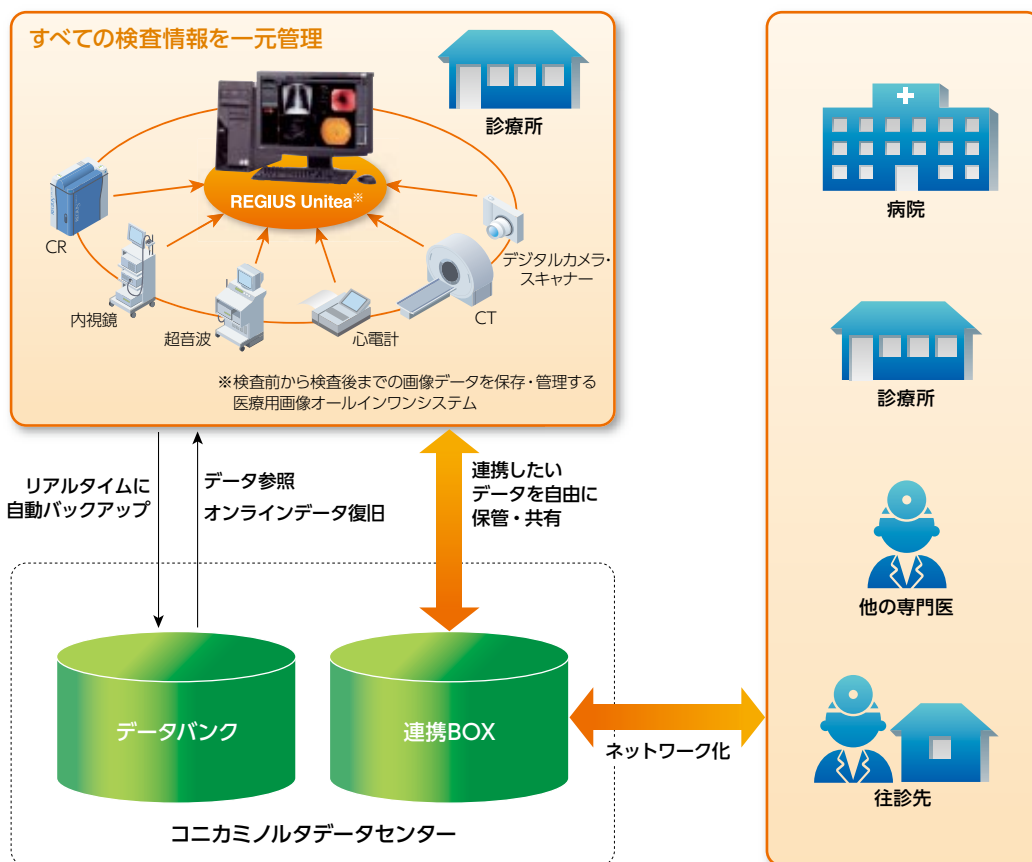 すべての検査情報を一元管理
診療所
REGIUS Unitea※
CR
内視鏡
超音波
心電計
CT
デジタルカメラ・
スキャナー
※検査前から検査後までの画像データを保存・管理する
医療用画像オールインワンシステム
リアルタイムに
自動バックアップ
データ参照
オンラインデータ復旧
連携したい
データを自由に
保管・共有
データバンク
連携BOX
コニカミノルタデータセンター
ネットワーク化
病院
診療所
他の専門医
往診先